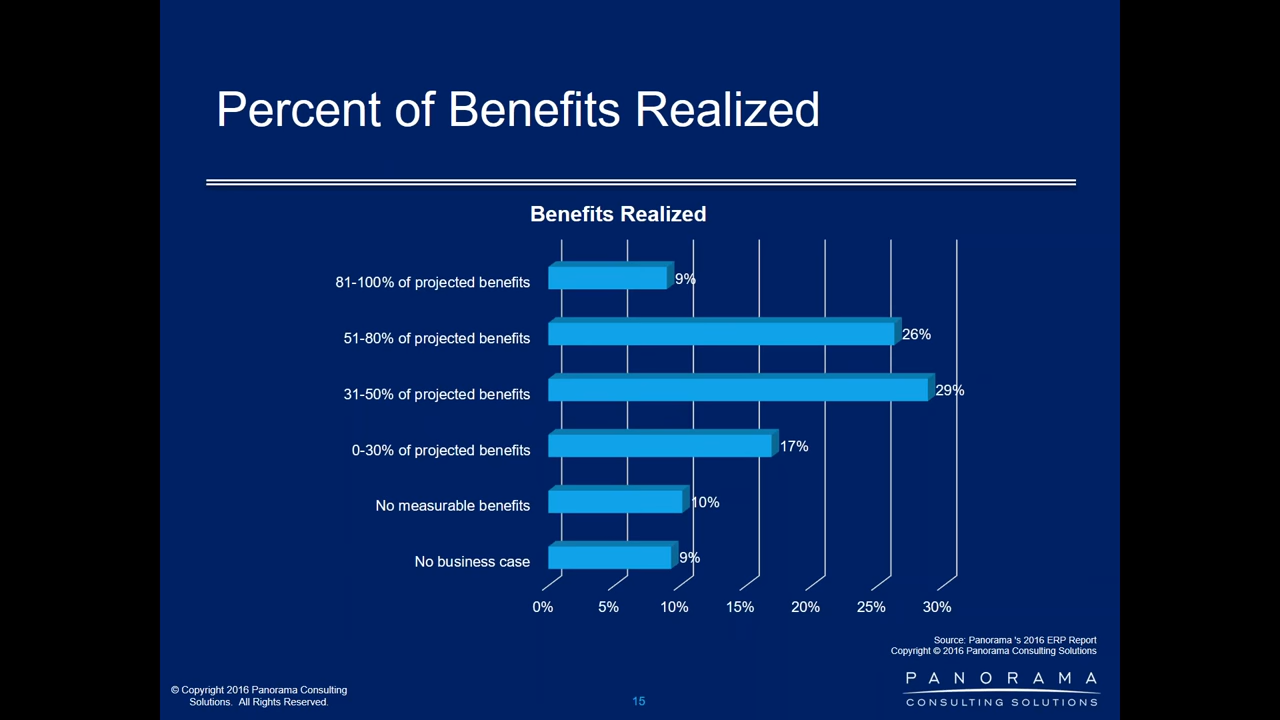 Percent of Benefits Realized
Benefits Realized
81-100% of projected benefits 9%
51-80% of projected benefits 26%
31-50% of projected benefits 29%
0-30% of projected benefits 17%
No measurable benefits 10%
No business case 9%
0% 5% 10% 15% 20% 25% 30%
Source: Panorama 's 2016 ERP Report
Copyright © 2016 Panorama Consulting Solutions
© Copyright 2016 Panorama Consulting
Solutions. All Rights Reserved.
15
PANORAMA
CONSULTING SOLUTIONS